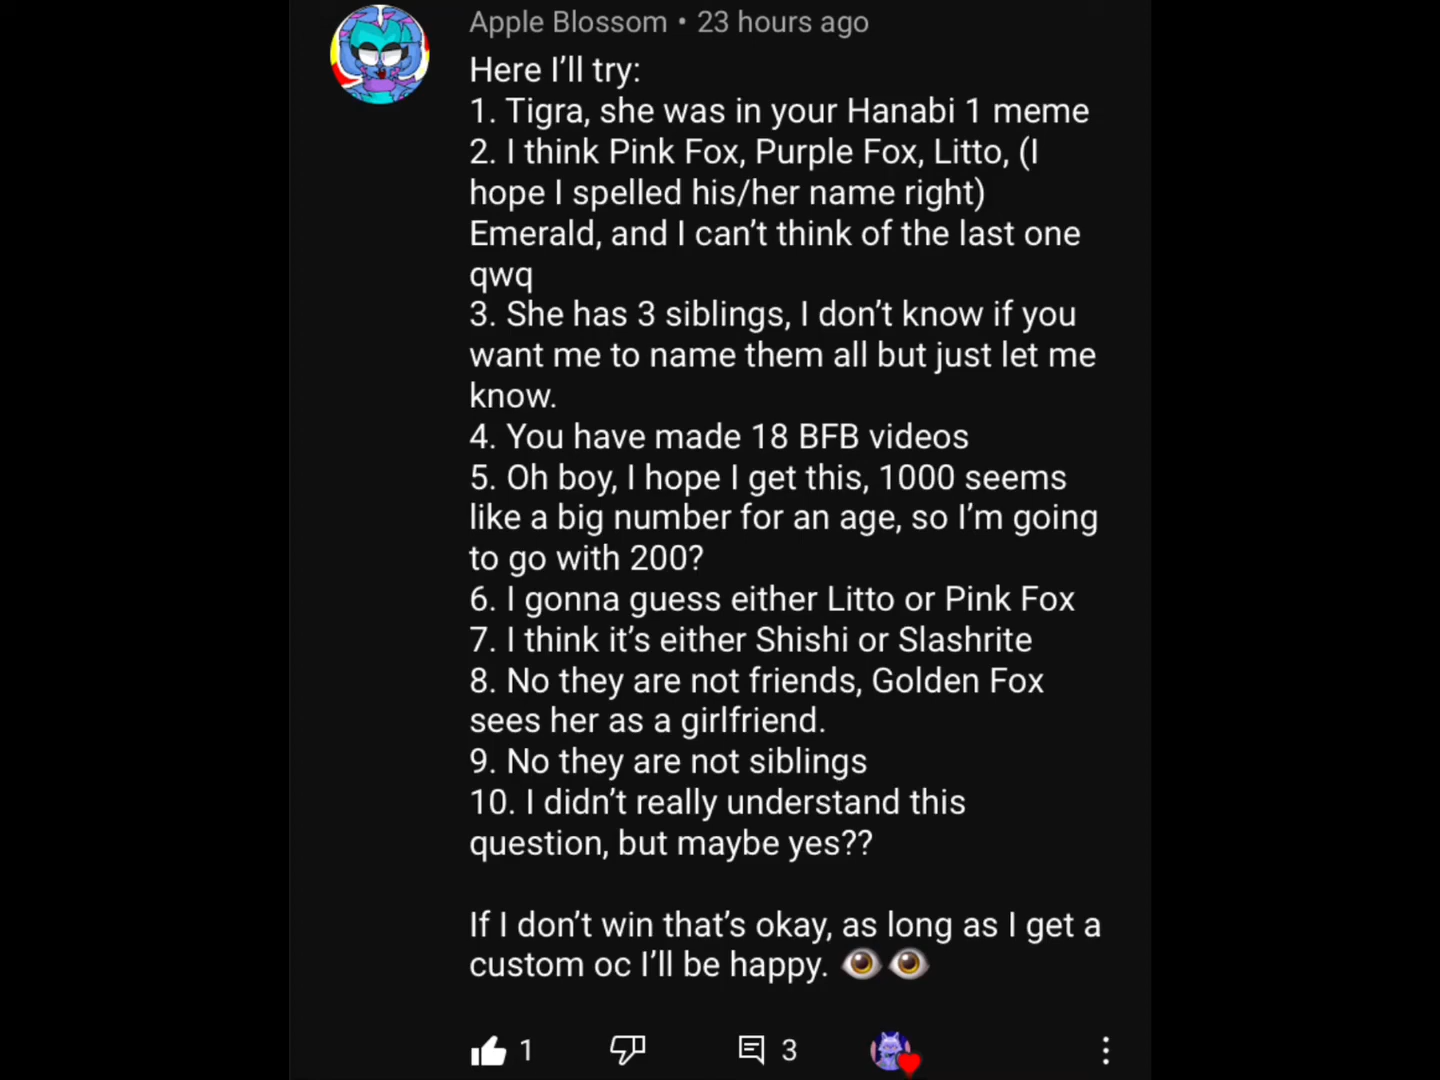 Apple Blossom • 23 hours ago
Here I'll try:
1. Tigra, she was in your Hanabi 1 meme
2. I think Pink Fox, Purple Fox, Litto, (I
hope I spelled his/her name right)
Emerald, and I can't think of the last one
qwq
3. She has 3 siblings, I don't know if you
want me to name them all but just let me
know.
4. You have made 18 BFB videos
5. Oh boy, I hope I get this, 1000 seems
like a big number for an age, so I'm going
to go with 200?
6. I gonna guess either Litto or Pink Fox
7. I think it's either Shishi or Slashrite
8. No they are not friends, Golden Fox
sees her as a girlfriend.
9. No they are not siblings
10. I didn't really understand this
question, but maybe yes??
If I don't win that's okay, as long as I get a
custom oc I'll be happy. 👁️👁️
1 3